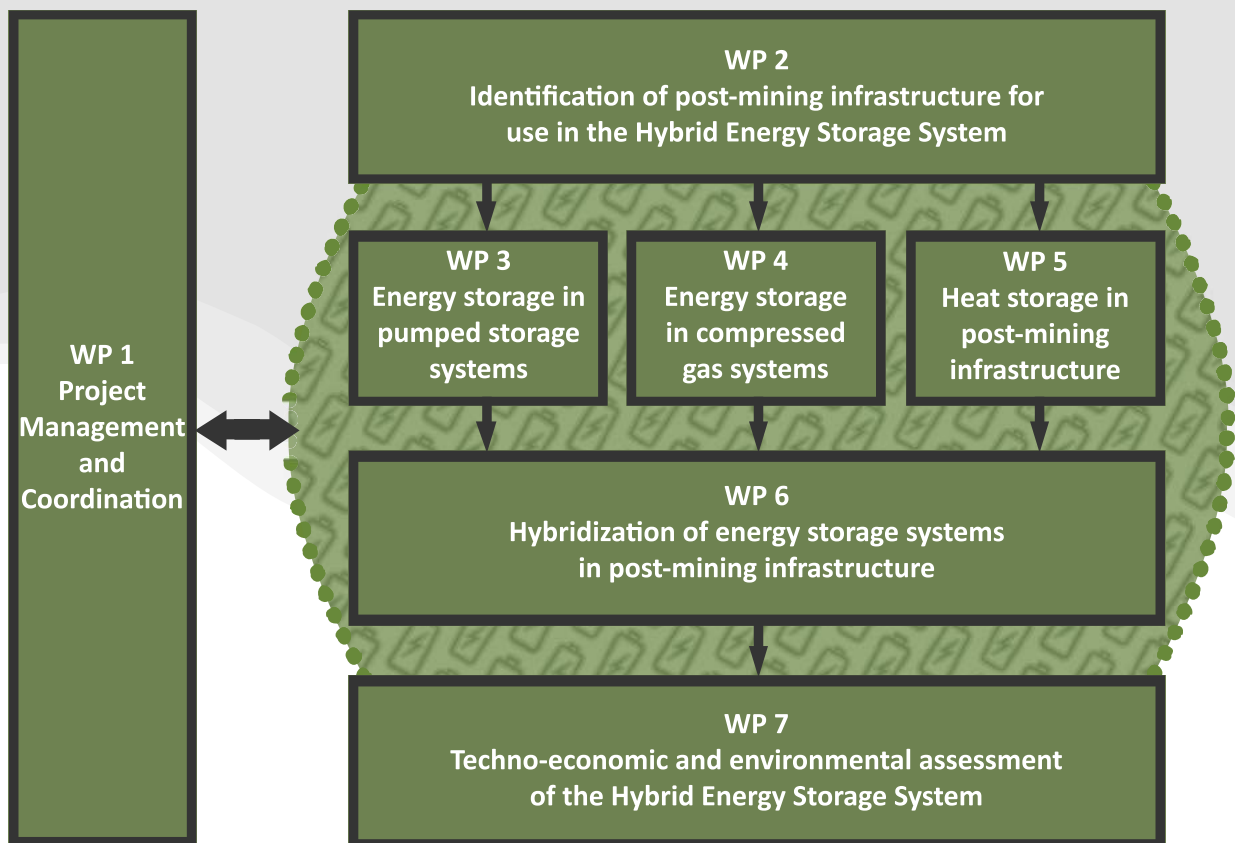 WP 1
Project
Management
and
Coordination
WP 2
Identification of post-mining infrastructure for
use in the Hybrid Energy Storage System
WP 3
Energy storage in
pumped storage
systems
WP 4
Energy storage
in compressed
gas systems
WP 5
Heat storage in
post-mining
infrastructure
WP 6
Hybridization of energy storage systems
in post-mining infrastructure
WP 7
Techno-economic and environmental assessment
of the Hybrid Energy Storage System